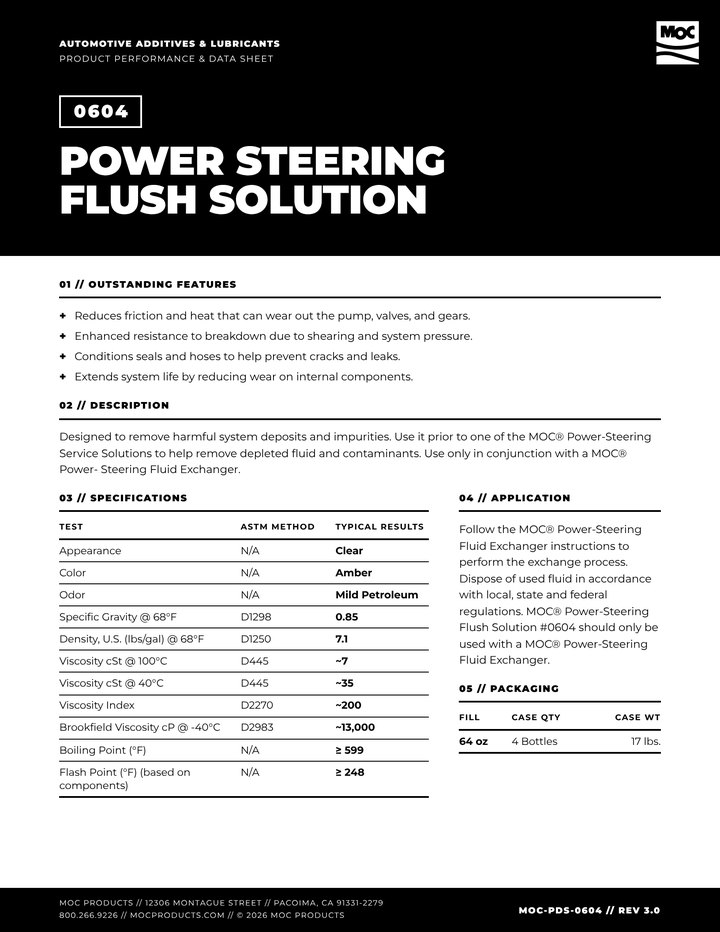 AUTOMOTIVE ADDITIVES & LUBRICANTS
PRODUCT PERFORMANCE & DATA SHEET
MOC
0604
POWER STEERING
FLUSH SOLUTION
01 // OUTSTANDING FEATURES
+ Reduces friction and heat that can wear out the pump, valves, and gears.
+ Enhanced resistance to breakdown due to shearing and system pressure.
+ Conditions seals and hoses to help prevent cracks and leaks.
+ Extends system life by reducing wear on internal components.
02 // DESCRIPTION
Designed to remove harmful system deposits and impurities. Use it prior to one of the MOC® Power-Steering
Service Solutions to help remove depleted fluid and contaminants. Use only in conjunction with a MOC®
Power- Steering Fluid Exchanger.
03 // SPECIFICATIONS
TEST ASTM METHOD TYPICAL RESULTS
Appearance N/A Clear
Color N/A Amber
Odor N/A Mild Petroleum
Specific Gravity @ 68°F D1298 0.85
Density, U.S. (lbs/gal) @ 68°F D1250 7.1
Viscosity cSt @ 100°C D445 ~7
Viscosity cSt @ 40°C D445 ~35
Viscosity Index D2270 ~200
Brookfield Viscosity cP @ -40°C D2983 ~13,000
Boiling Point (°F) N/A ≥ 599
Flash Point (°F) (based on N/A ≥ 248
components)
04 // APPLICATION
Follow the MOC® Power-Steering
Fluid Exchanger instructions to
perform the exchange process.
Dispose of used fluid in accordance
with local, state and federal
regulations. MOC® Power-Steering
Flush Solution #0604 should only be
used with a MOC® Power-Steering
Fluid Exchanger.
05 // PACKAGING
FILL CASE QTY CASE WT
64 oz 4 Bottles 17 lbs.
MOC PRODUCTS // 12306 MONTAGUE STREET // PACOIMA, CA 91331-2279
800.266.9226 // MOCPRODUCTS.COM // © 2026 MOC PRODUCTS
MOC-PDS-0604 // REV 3.0